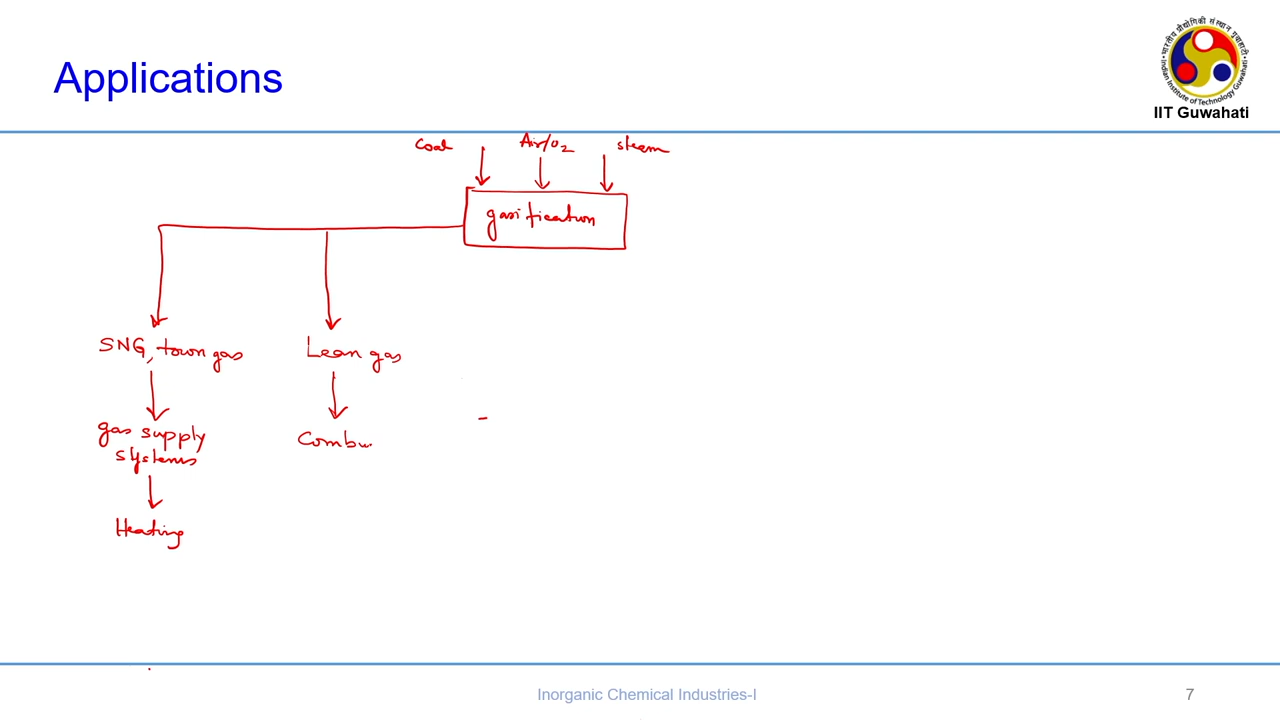 Applications
IIT Guwahati
Coal Air/O2 steam
gasification
SNG, town gas
Lean gas
gas supply
systems
Combu
Heating
Inorganic Chemical Industries-I
7